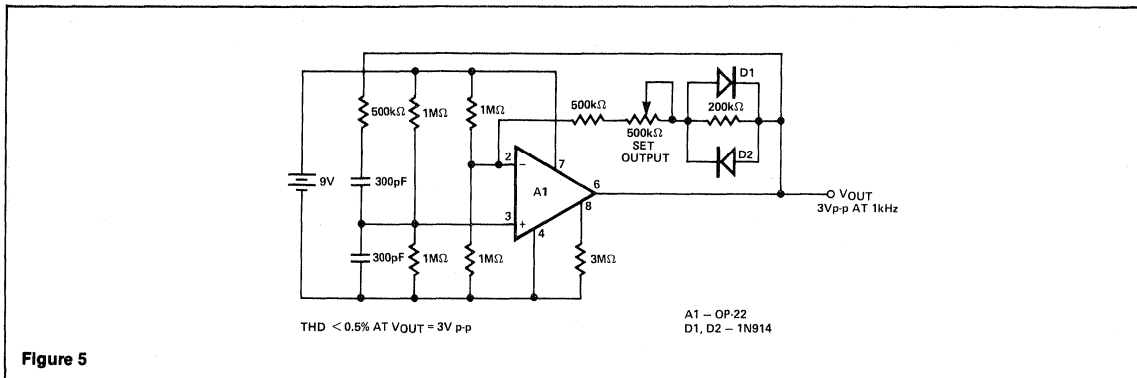 D1
500kΩ
1MΩ
1MΩ
500kΩ
500kΩ
SET
OUTPUT
200kΩ
D2
9V
300pF
2
−
7
A1
6
8
3
+
4
VOUT
3Vp-p AT 1kHz
300pF
1MΩ
1MΩ
3MΩ
THD < 0.5% AT VOUT = 3V p-p
A1 – OP-22
D1, D2 – 1N914
Figure 5